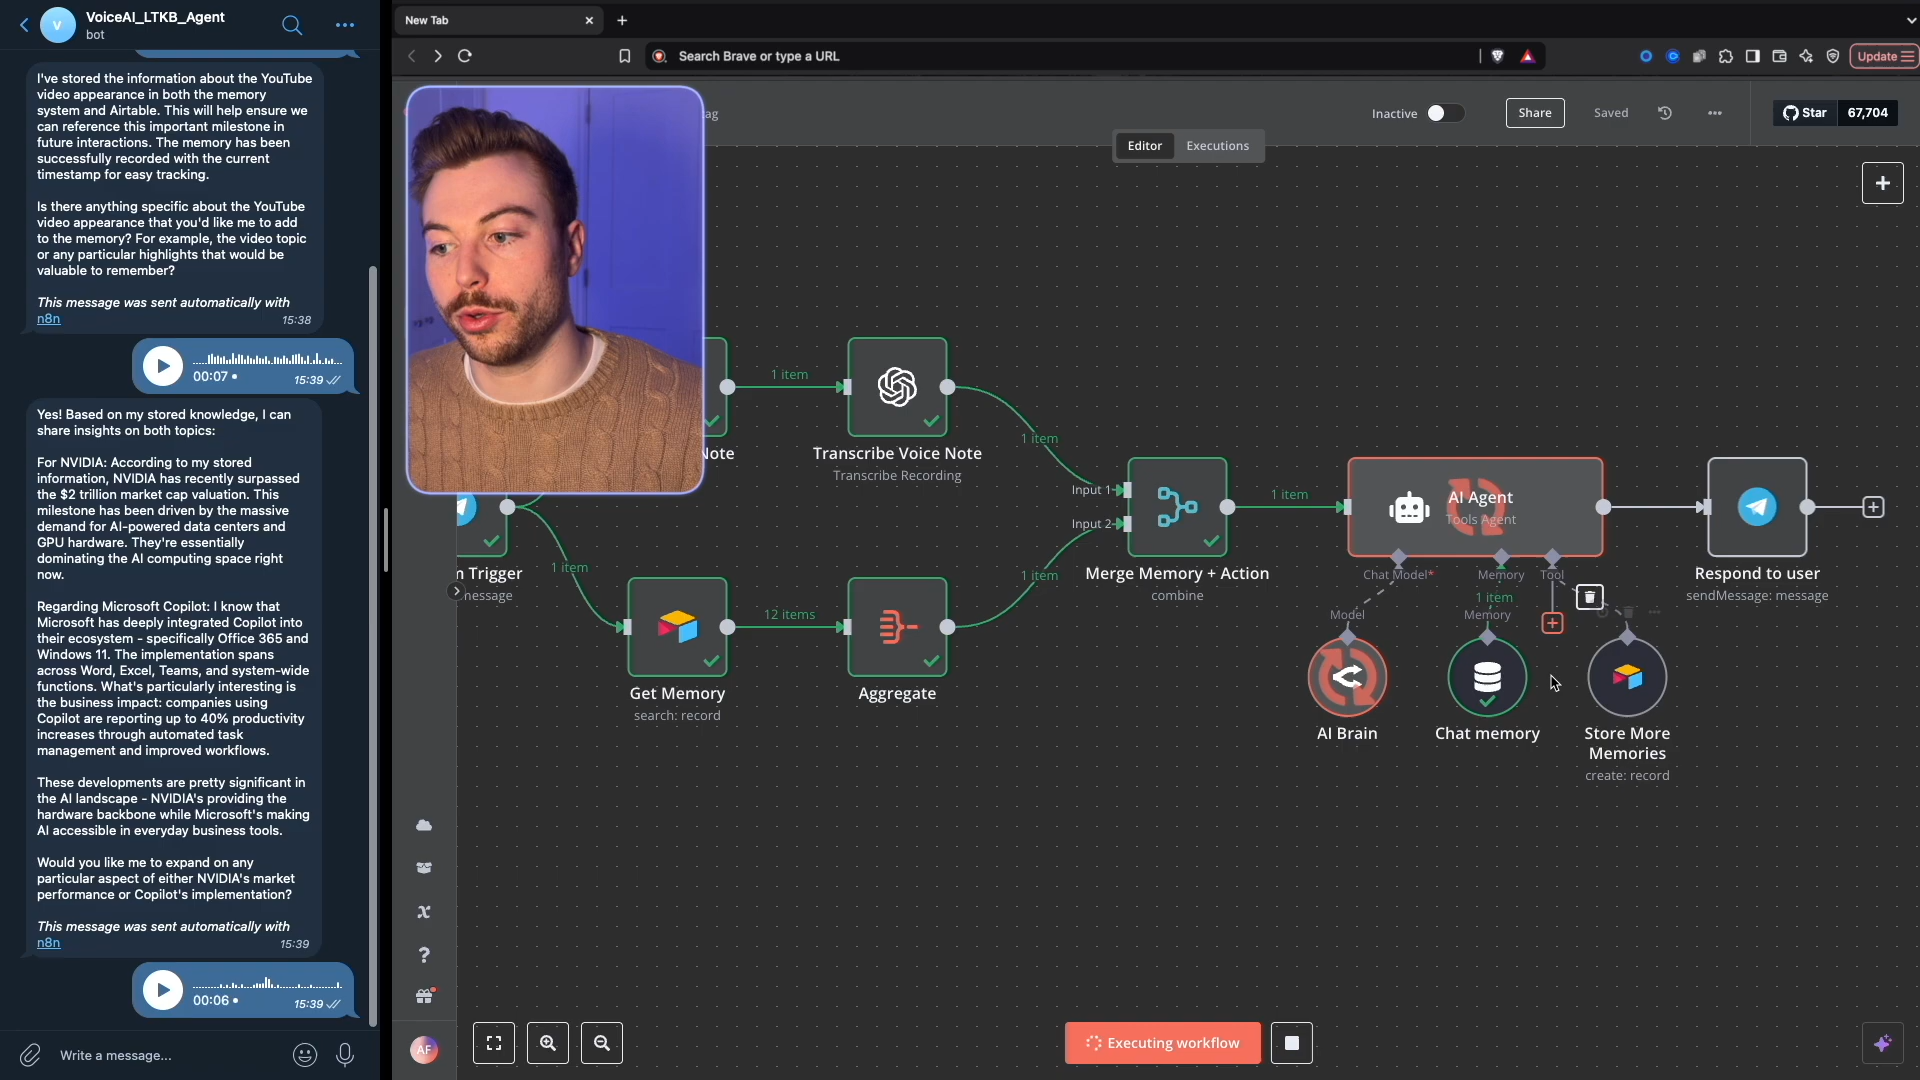 VoiceAI_LTKB_Agent
bot
V
I've stored the information about the YouTube
video appearance in both the memory
system and Airtable. This will help ensure we
can reference this important milestone in
future interactions. The memory has been
successfully recorded with the current
timestamp for easy tracking.
Is there anything specific about the YouTube
video appearance that you'd like me to add
to the memory? For example, the video topic
or any particular highlights that would be
valuable to remember?
This message was sent automatically with
n8n
15:38
00:07
15:39
Yes! Based on my stored knowledge, I can
share insights on both topics:
For NVIDIA: According to my stored
information, NVIDIA has recently surpassed
the $2 trillion market cap valuation. This
milestone has been driven by the massive
demand for AI-powered data centers and
GPU hardware. They're essentially
dominating the AI computing space right
now.
Regarding Microsoft Copilot: I know that
Microsoft has deeply integrated Copilot into
their ecosystem - specifically Office 365 and
Windows 11. The implementation spans
across Word, Excel, Teams, and system-wide
functions. What's particularly interesting is
the business impact: companies using
Copilot are reporting up to 40% productivity
increases through automated task
management and improved workflows.
These developments are pretty significant in
the AI landscape - NVIDIA's providing the
hardware backbone while Microsoft's making
AI accessible in everyday business tools.
Would you like me to expand on any
particular aspect of either NVIDIA's market
performance or Copilot's implementation?
This message was sent automatically with
n8n
15:39
00:06
15:39
Write a message...
New Tab
Search Brave or type a URL
Update
ag
Inactive
Share
Saved
Star
67,704
Editor
Executions
1 item
Note
Transcribe Voice Note
Transcribe Recording
1 item
Input 1
Input 2
1 item
Merge Memory + Action
combine
AI Agent
Tools Agent
Chat Model*
Memory
Tool
Respond to user
sendMessage: message
m Trigger
message
1 item
12 items
1 item
Get Memory
search: record
Aggregate
Model
1 item
Memory
AI Brain
Chat memory
Store More
Memories
create: record
AF
Executing workflow